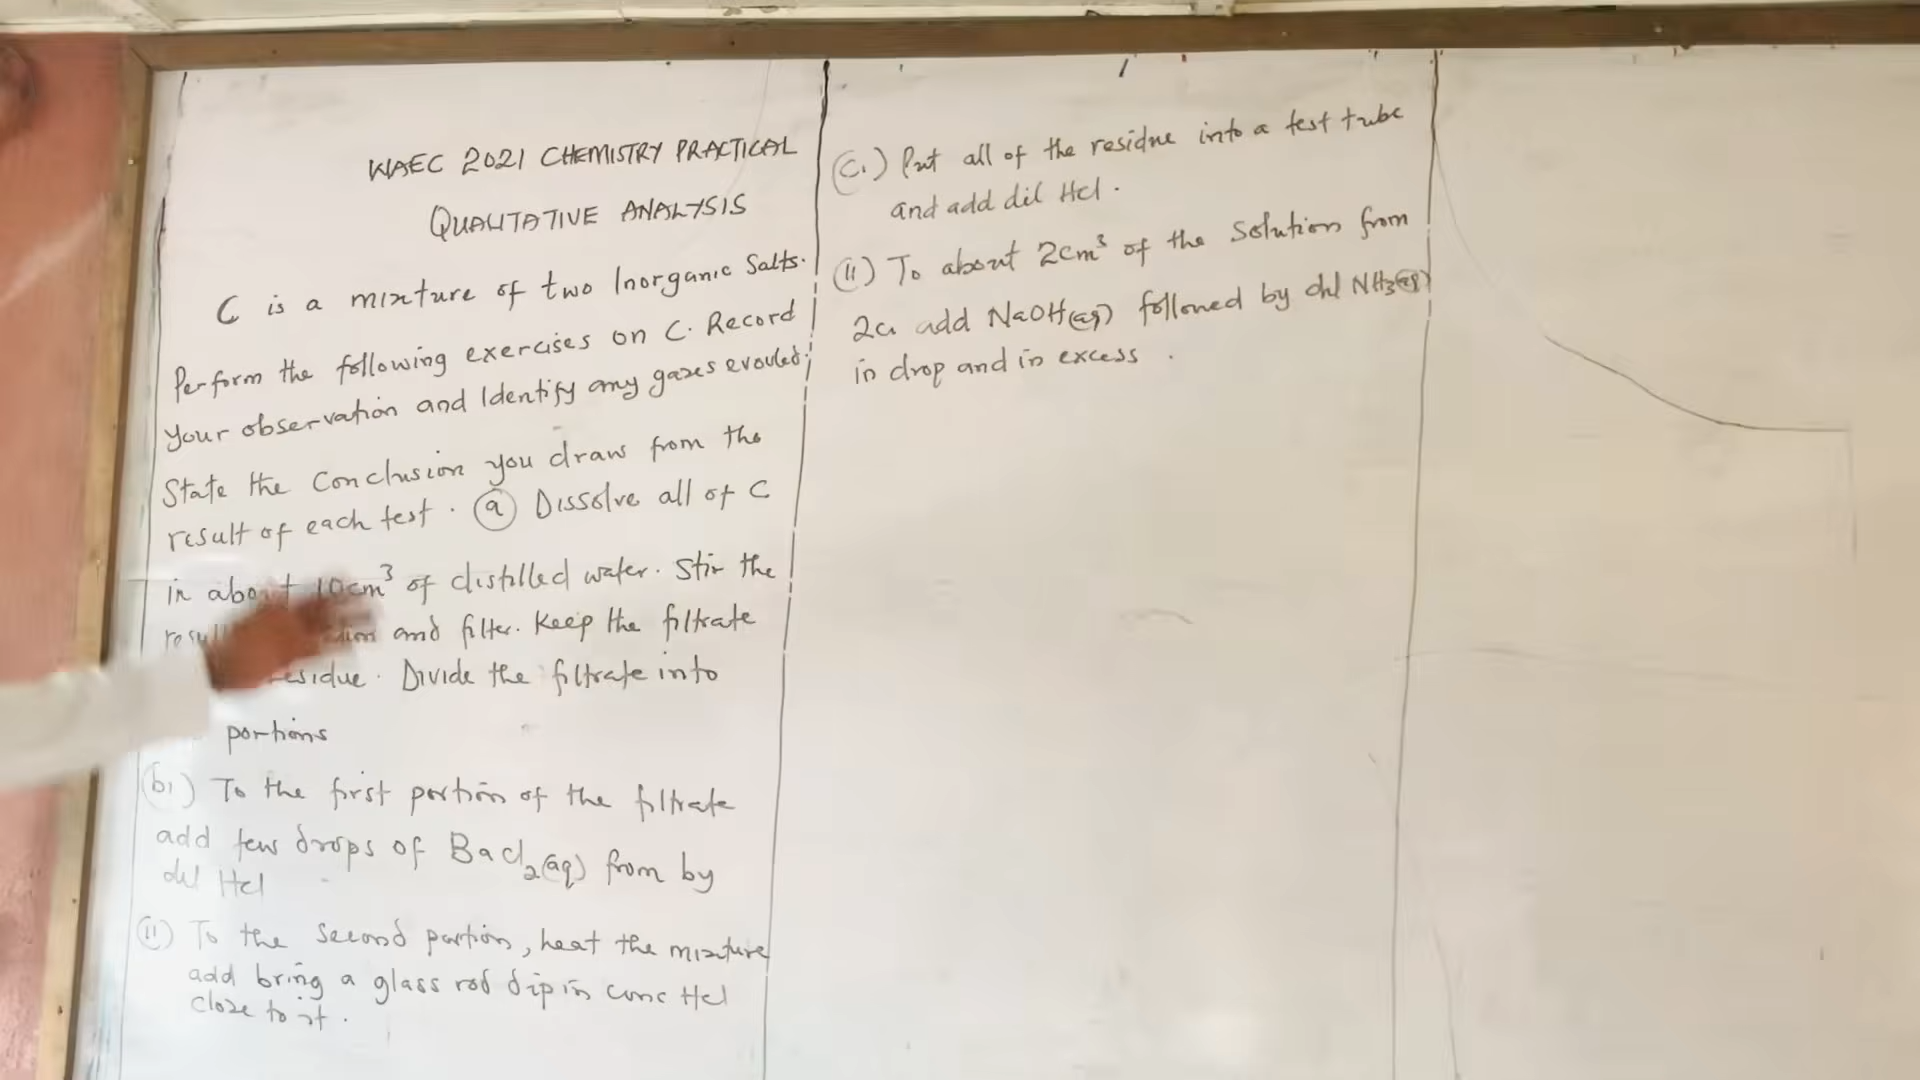 WAEC 2021 CHEMISTRY PRACTICAL
QUALITATIVE ANALYSIS
C is a mixture of two Inorganic Salts.
Perform the following exercises on C. Record
your observation and Identify any gases evovled.
State the Conclusion you draw from the
result of each test. (a) Dissolve all of C
in about 10cm³ of distilled water. Stir the
and filter. Keep the filtrate
residue. Divide the filtrate into
portions
(bi) To the first portion of the filtrate
add few drops of BaCl2(aq) from by
dil Hcl
(ii) To the Second portion, heat the mixture
add bring a glass rod dip in conc Hcl
close to it.
(C.) Put all of the residue into a test tube
and add dil Hcl.
(ii) To about 2cm³ of the Solution from
add NaOH(aq) followed by dil NH3(aq)
in drop and in excess.